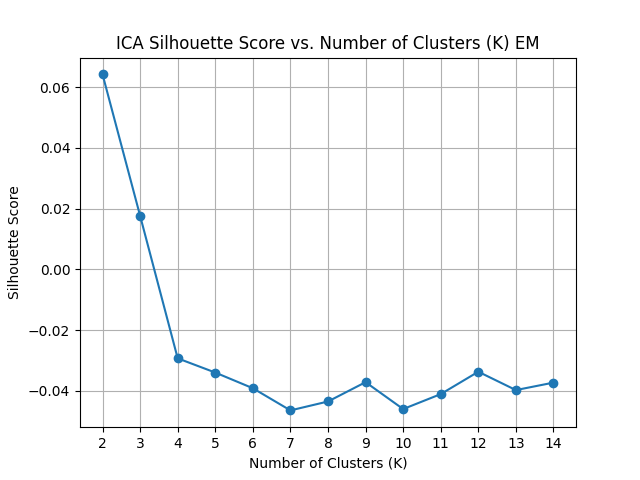 ICA Silhouette Score vs. Number of Clusters (K) EM
Silhouette Score
0.06
0.04
0.02
0.00
−0.02
−0.04
2 3 4 5 6 7 8 9 10 11 12 13 14
Number of Clusters (K)